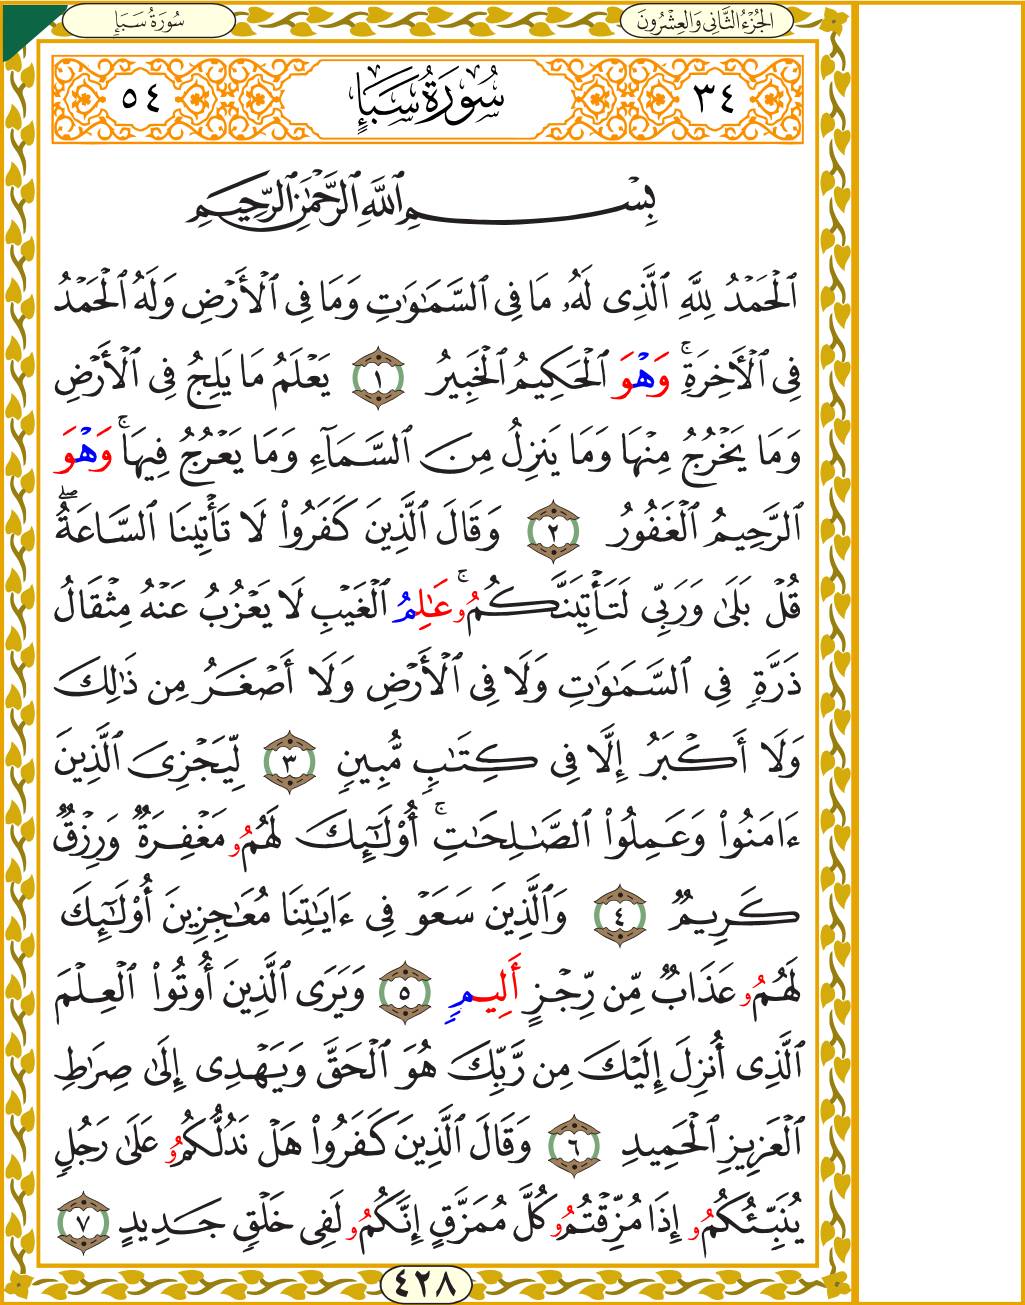 الجُزْءُ الثَّانِي وَالعِشْرُونَ
سُورَةُ سَبَإٍ
٣٤
سُورَةُ سَبَإٍ
٥٤
بِسْمِ ٱللَّهِ ٱلرَّحْمَٰنِ ٱلرَّحِيمِ
ٱلْحَمْدُ لِلَّهِ ٱلَّذِى لَهُۥ مَا فِى ٱلسَّمَٰوَٰتِ وَمَا فِى ٱلْأَرْضِ وَلَهُ ٱلْحَمْدُ
فِى ٱلْأَخِرَةِۚ وَهْوَ ٱلْحَكِيمُ ٱلْخَبِيرُ ١ يَعْلَمُ مَا يَلِجُ فِى ٱلْأَرْضِ
وَمَا يَخْرُجُ مِنْهَا وَمَا يَنزِلُ مِنَ ٱلسَّمَآءِ وَمَا يَعْرُجُ فِيهَاۚ وَهْوَ
ٱلرَّحِيمُ ٱلْغَفُورُ ٢ وَقَالَ ٱلَّذِينَ كَفَرُواْ لَا تَأْتِينَا ٱلسَّاعَةُۖ
قُلْ بَلَىٰ وَرَبِّى لَتَأْتِيَنَّكُمُۥۚ عَٰلِمُ ٱلْغَيْبِ لَا يَعْزُبُ عَنْهُ مِثْقَالُ
ذَرَّةٍ فِى ٱلسَّمَٰوَٰتِ وَلَا فِى ٱلْأَرْضِ وَلَا أَصْغَرُ مِن ذَٰلِكَ
وَلَا أَكْبَرُ إِلَّا فِى كِتَٰبٍ مُّبِينٍ ٣ لِّيَجْزِىَ ٱلَّذِينَ
ءَامَنُواْ وَعَمِلُواْ ٱلصَّٰلِحَٰتِۚ أُوْلَٰٓئِكَ لَهُمُۥ مَغْفِرَةٌ وَرِزْقٌ
كَرِيمٌ ٤ وَٱلَّذِينَ سَعَوْ فِى ءَايَٰتِنَا مُعَٰجِزِينَ أُوْلَٰٓئِكَ
لَهُمُۥ عَذَابٌ مِّن رِّجْزٍ أَلِيمٍ ٥ وَيَرَى ٱلَّذِينَ أُوتُواْ ٱلْعِلْمَ
ٱلَّذِى أُنزِلَ إِلَيْكَ مِن رَّبِّكَ هُوَ ٱلْحَقَّ وَيَهْدِى إِلَىٰ صِرَٰطِ
ٱلْعَزِيزِ ٱلْحَمِيدِ ٦ وَقَالَ ٱلَّذِينَ كَفَرُواْ هَلْ نَدُلُّكُمُۥ عَلَىٰ رَجُلٍ
يُنَبِّئُكُمُۥ إِذَا مُزِّقْتُمُۥ كُلَّ مُمَزَّقٍ إِنَّكُمُۥ لَفِى خَلْقٍ جَدِيدٍ ٧
٤٢٨